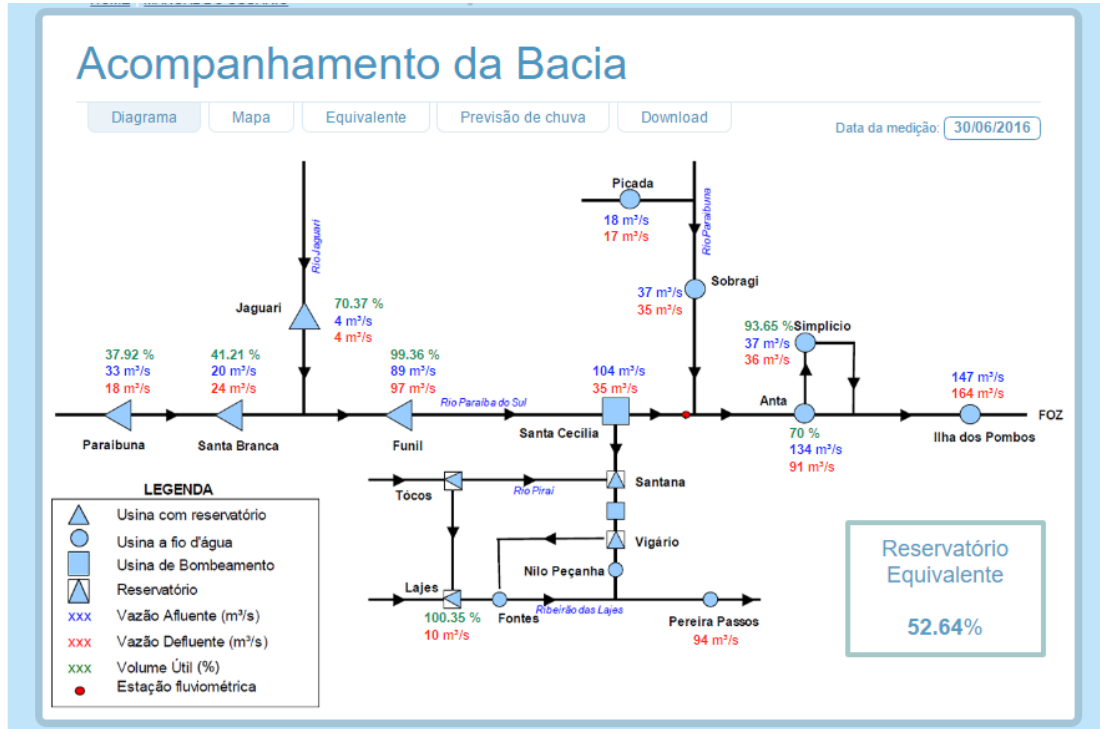 Acompanhamento da Bacia
Diagrama
Mapa
Equivalente
Previsão de chuva
Download
Data da medição: 30/06/2016
Picada
18 m³/s
17 m³/s
Rio Jaguari
Rio Paraibuna
Jaguari
70.37 %
4 m³/s
4 m³/s
37 m³/s
35 m³/s
Sobragi
37.92 %
33 m³/s
18 m³/s
Paraibuna
41.21 %
20 m³/s
24 m³/s
Santa Branca
99.36 %
89 m³/s
97 m³/s
Funil
Rio Paraiba do Sul
104 m³/s
35 m³/s
Santa Cecília
93.65 %
Simplício
37 m³/s
36 m³/s
Anta
70 %
134 m³/s
91 m³/s
147 m³/s
164 m³/s
Ilha dos Pombos
FOZ
Tócos
Rio Pirai
Santana
Vigário
Nilo Peçanha
Lajes
100.35 %
10 m³/s
Fontes
Ribeirão das Lajes
Pereira Passos
94 m³/s
LEGENDA
Usina com reservatório
Usina a fio d'água
Usina de Bombeamento
Reservatório
xxx Vazão Afluente (m³/s)
xxx Vazão Defluente (m³/s)
xxx Volume Útil (%)
Estação fluviométrica
Reservatório
Equivalente
52.64%